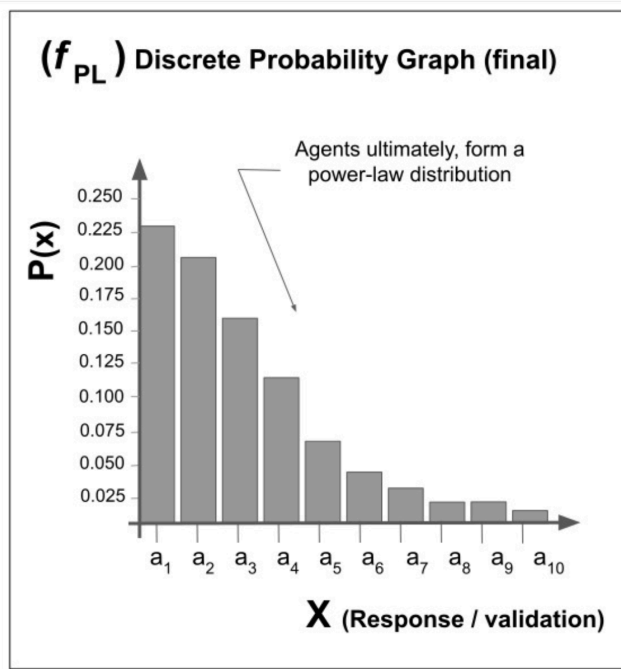 (f PL) Discrete Probability Graph (final)
Agents ultimately, form a
power-law distribution
P(x)
0.250
0.225
0.200
0.175
0.150
0.125
0.100
0.075
0.050
0.025
a1 a2 a3 a4 a5 a6 a7 a8 a9 a10
X (Response / validation)